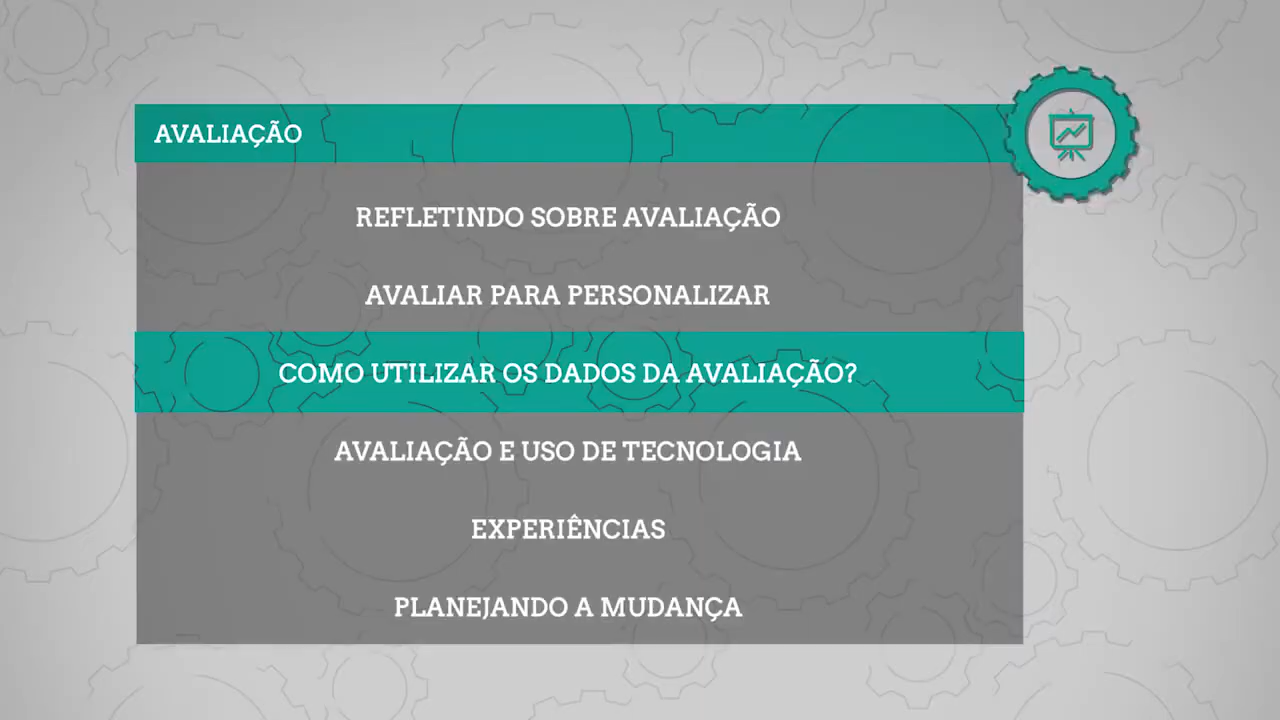 AVALIAÇÃO
REFLETINDO SOBRE AVALIAÇÃO
AVALIAR PARA PERSONALIZAR
COMO UTILIZAR OS DADOS DA AVALIAÇÃO?
AVALIAÇÃO E USO DE TECNOLOGIA
EXPERIÊNCIAS
PLANEJANDO A MUDANÇA